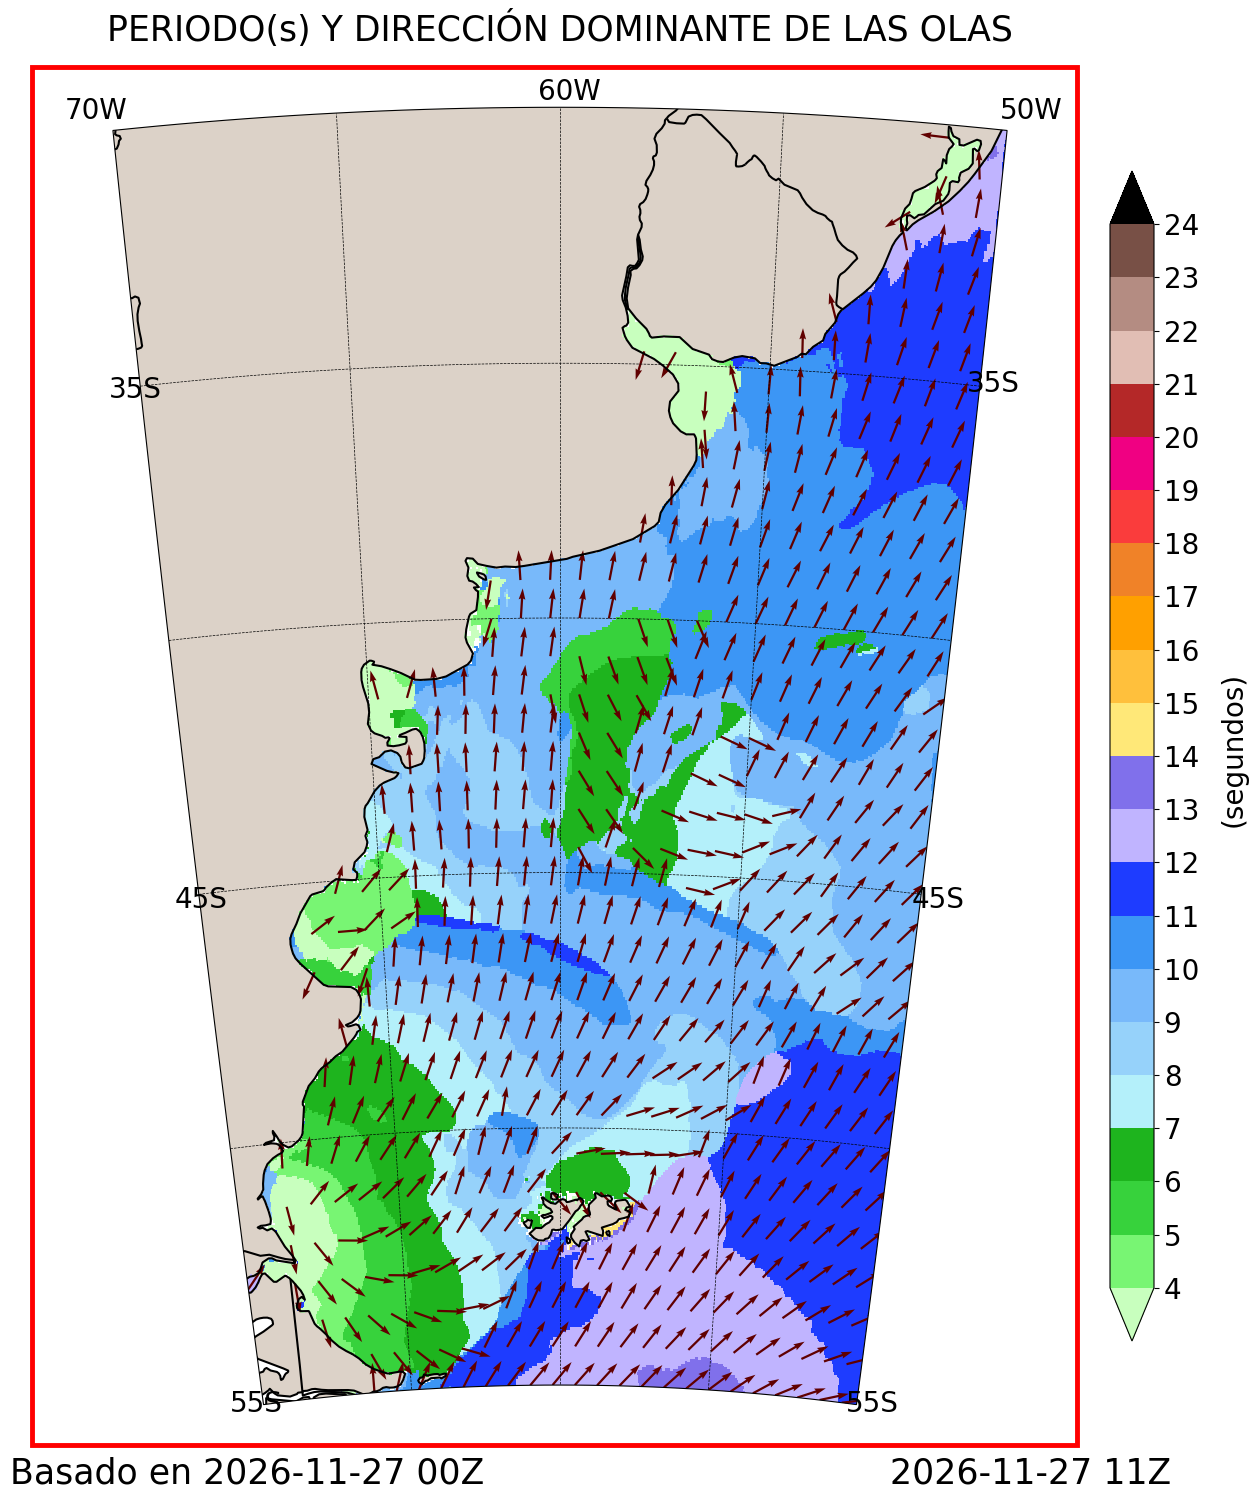 PERIODO(s) Y DIRECCIÓN DOMINANTE DE LAS OLAS
70W
60W
50W
35S
35S
45S
45S
55S
55S
24
23
22
21
20
19
18
17
16
15
14
13
12
11
10
9
8
7
6
5
4
(segundos)
Basado en 2026-11-27 00Z
2026-11-27 11Z